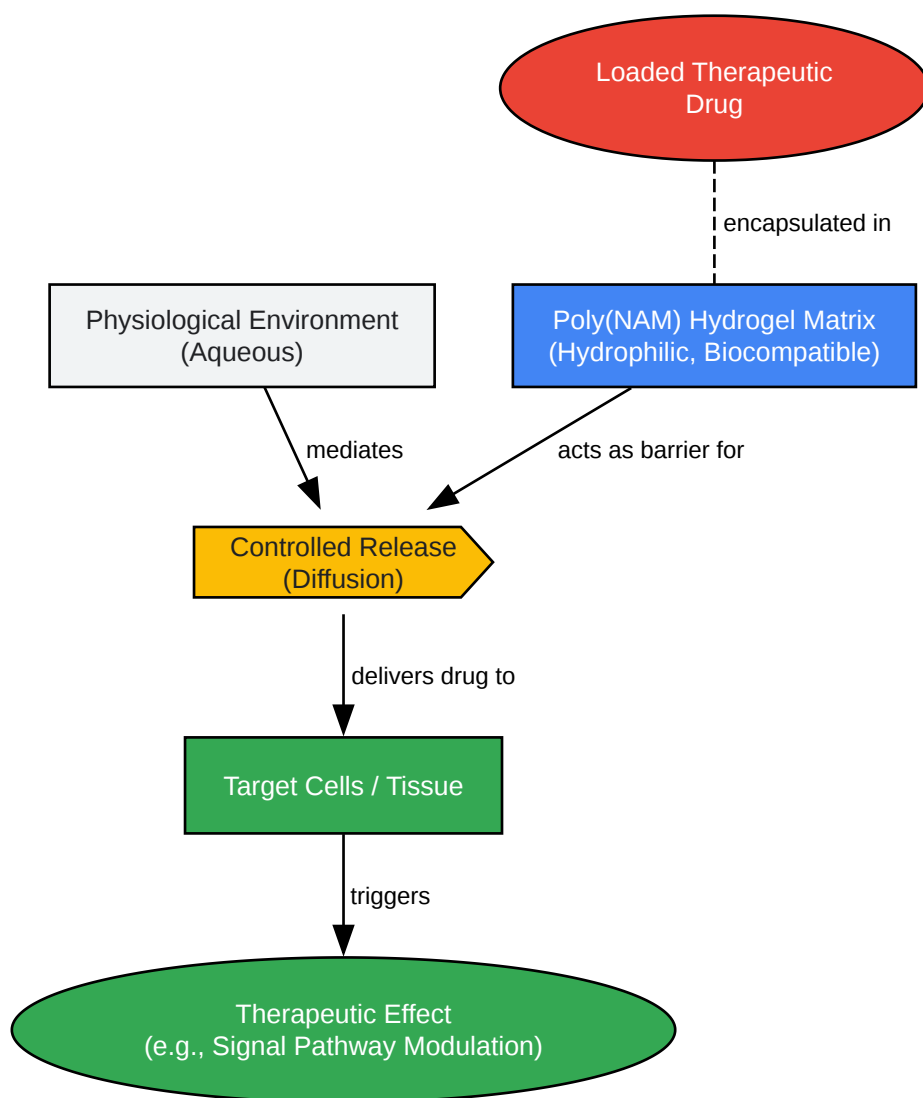 Loaded Therapeutic
Drug
encapsulated in
Physiological Environment
(Aqueous)
Poly(NAM) Hydrogel Matrix
(Hydrophilic, Biocompatible)
mediates
acts as barrier for
Controlled Release
(Diffusion)
delivers drug to
Target Cells / Tissue
triggers
Therapeutic Effect
(e.g., Signal Pathway Modulation)